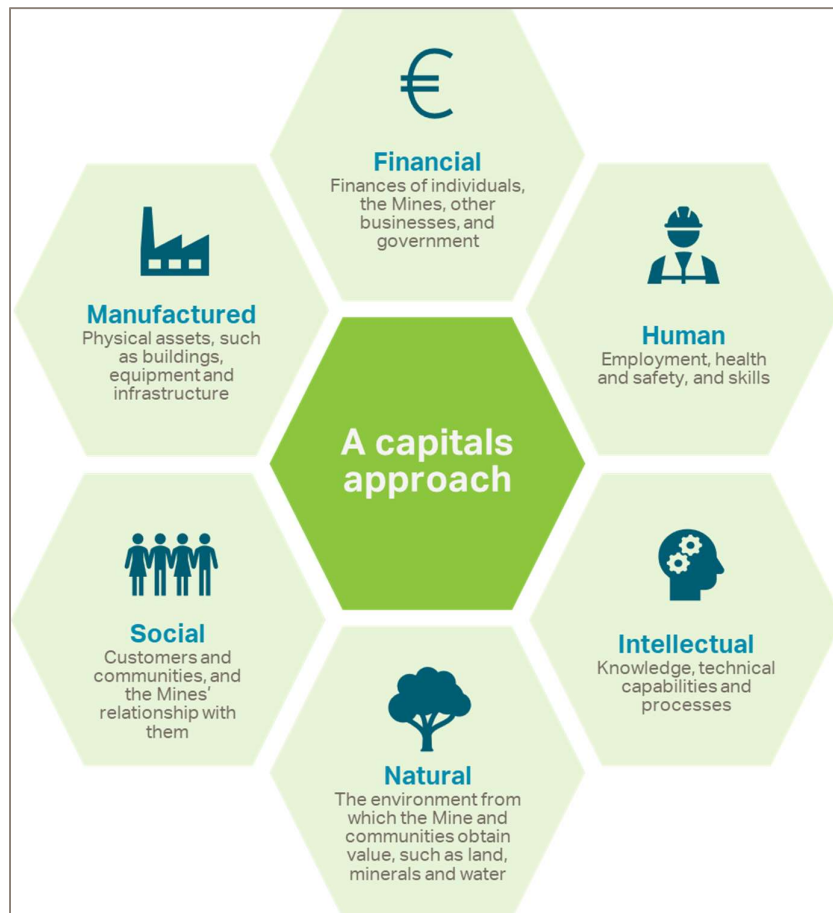 €
Financial
Finances of individuals,
the Mines, other
businesses, and
government
Manufactured
Physical assets, such
as buildings,
equipment and
infrastructure
Human
Employment, health
and safety, and skills
A capitals
approach
Social
Customers and
communities, and
the Mines'
relationship with
them
Intellectual
Knowledge, technical
capabilities and
processes
Natural
The environment from
which the Mine and
communities obtain
value, such as land,
minerals and water